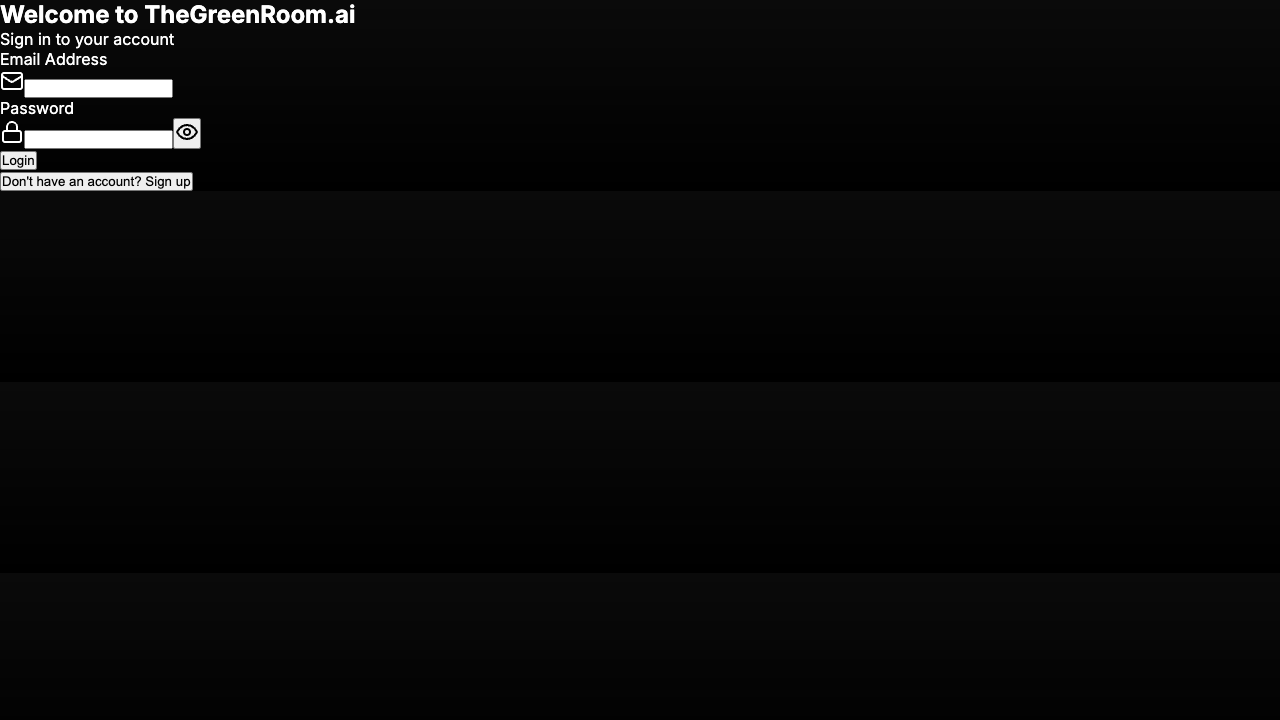 Welcome to TheGreenRoom.ai
Sign in to your account
Email Address
Password
Login
Don't have an account? Sign up